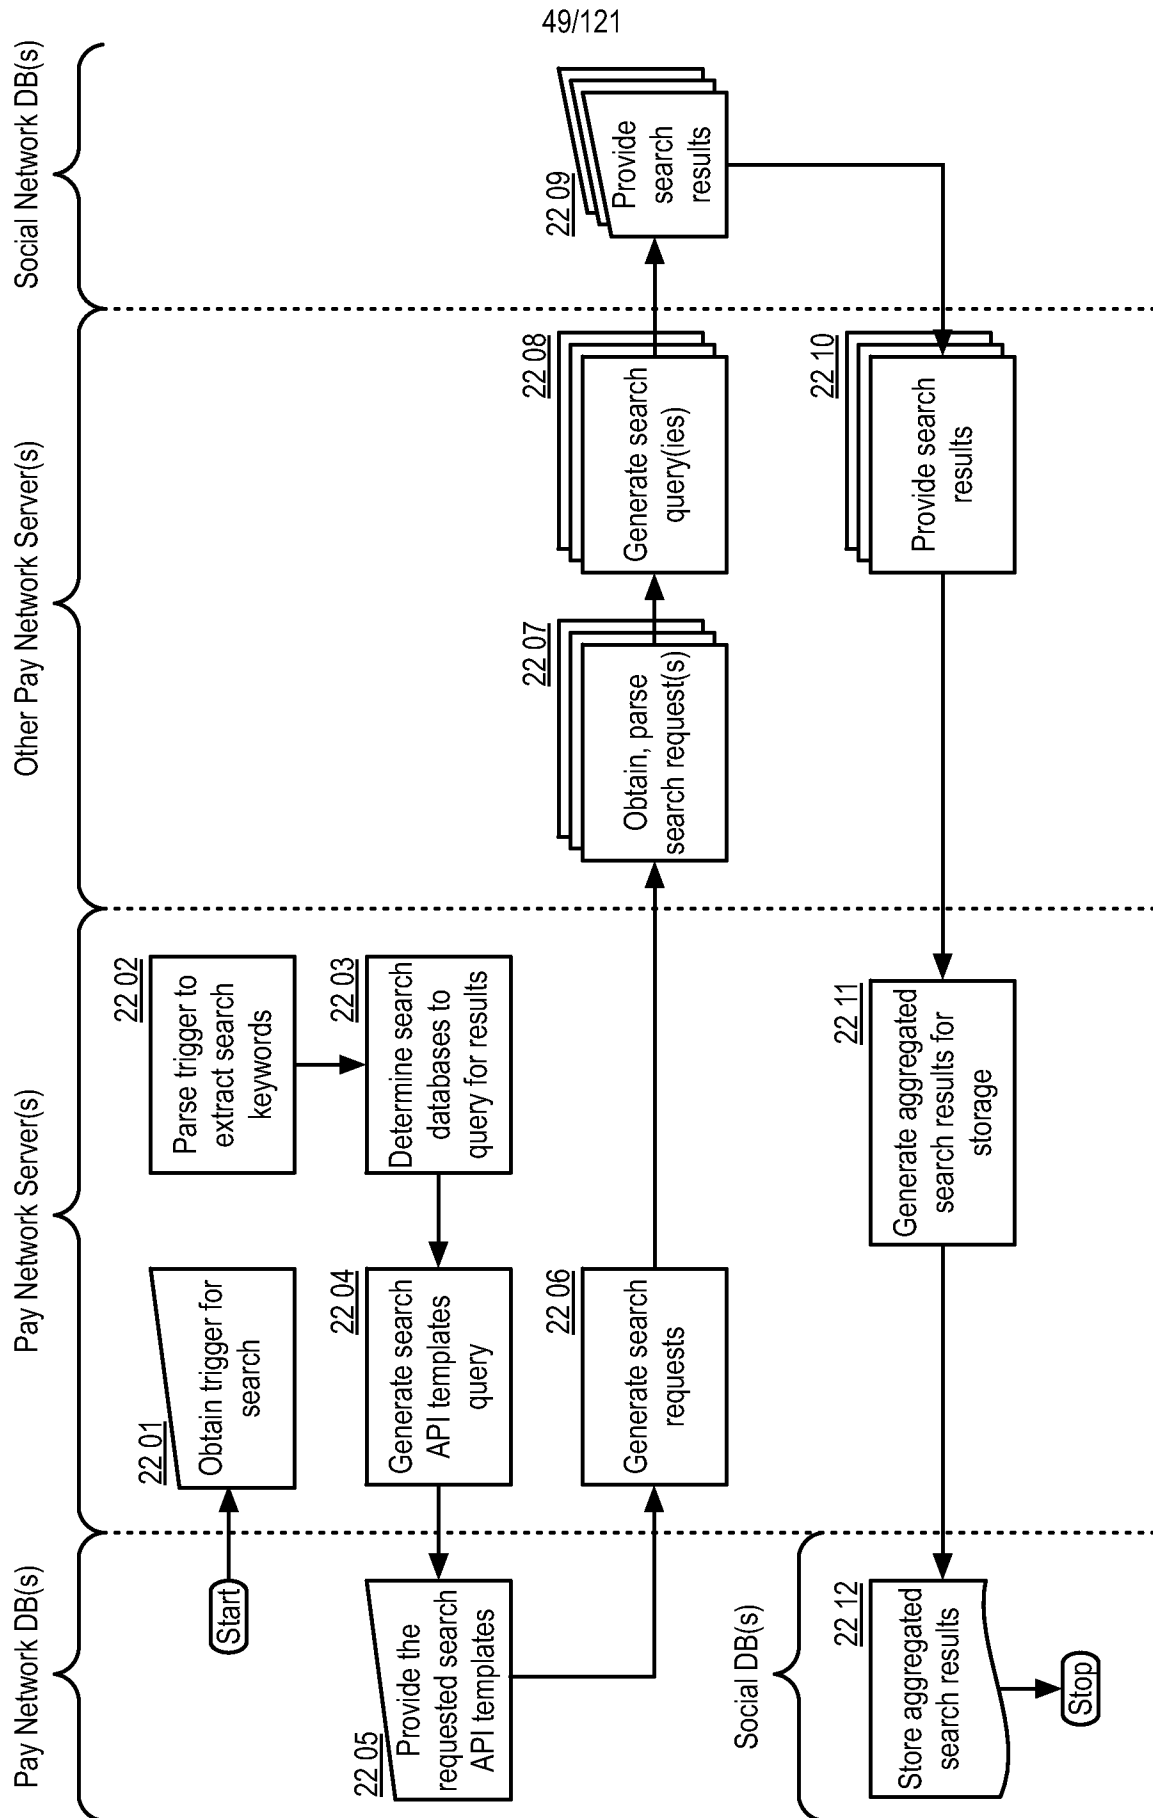 49/121
Pay Network DB(s)
Pay Network Server(s)
Other Pay Network Server(s)
Social Network DB(s)
Start
22 01
Obtain trigger for
search
22 02
Parse trigger to
extract search
keywords
22 03
Determine search
databases to
query for results
22 04
Generate search
API templates
query
22 05
Provide the
requested search
API templates
22 06
Generate search
requests
22 07
Obtain, parse
search request(s)
22 08
Generate search
query(ies)
22 09
Provide
search
results
22 10
Provide search
results
22 11
Generate aggregated
search results for
storage
Social DB(s)
22 12
Store aggregated
search results
Stop